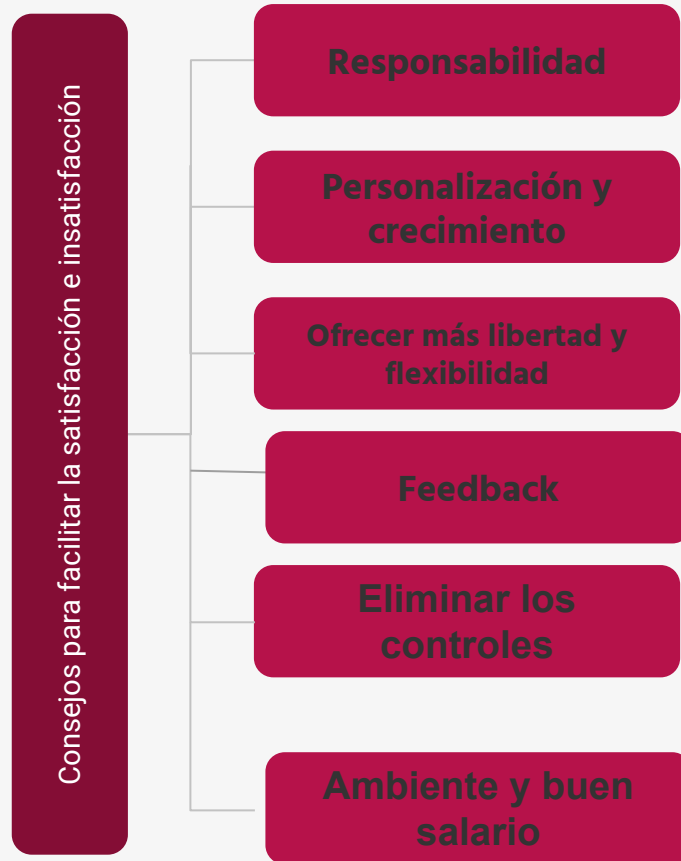 Consejos para facilitar la satisfacción e insatisfacción
Responsabilidad
Personalización y
crecimiento
Ofrecer más libertad y
flexibilidad
Feedback
Eliminar los
controles
Ambiente y buen
salario